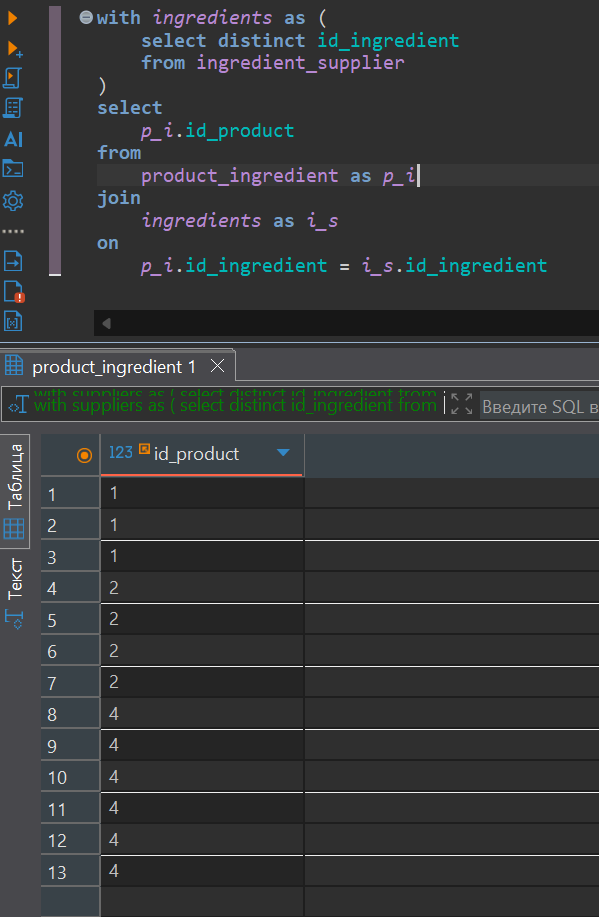 with ingredients as (
select distinct id_ingredient
from ingredient_supplier
)
select
p_i.id_product
from
product_ingredient as p_i
join
ingredients as i_s
on
p_i.id_ingredient = i_s.id_ingredient
AI
product_ingredient 1
with suppliers as ( select distinct id_ingredient from i
Введите SQL в
Таблица
Текст
123 id_product
1 1
2 1
3 1
4 2
5 2
6 2
7 2
8 4
9 4
10 4
11 4
12 4
13 4